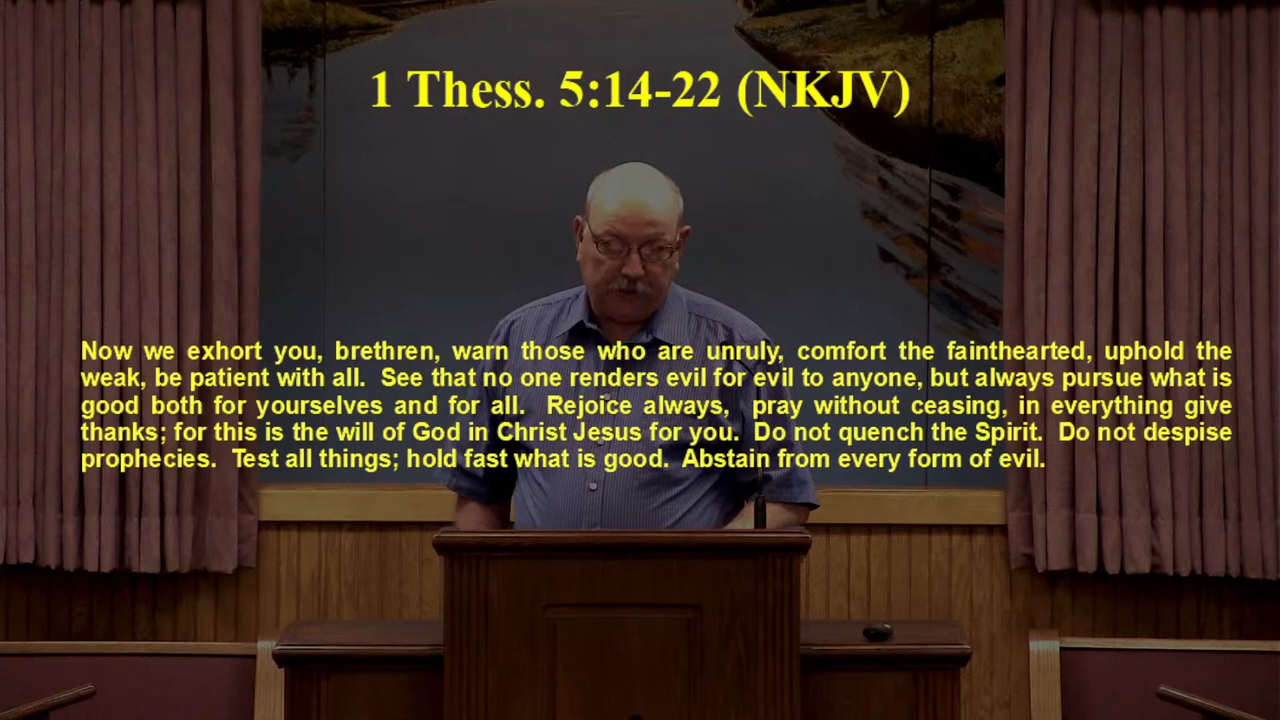 1 Thess. 5:14-22 (NKJV)
Now we exhort you, brethren, warn those who are unruly, comfort the fainthearted, uphold the
weak, be patient with all. See that no one renders evil for evil to anyone, but always pursue what is
good both for yourselves and for all. Rejoice always, pray without ceasing, in everything give
thanks; for this is the will of God in Christ Jesus for you. Do not quench the Spirit. Do not despise
prophecies. Test all things; hold fast what is good. Abstain from every form of evil.